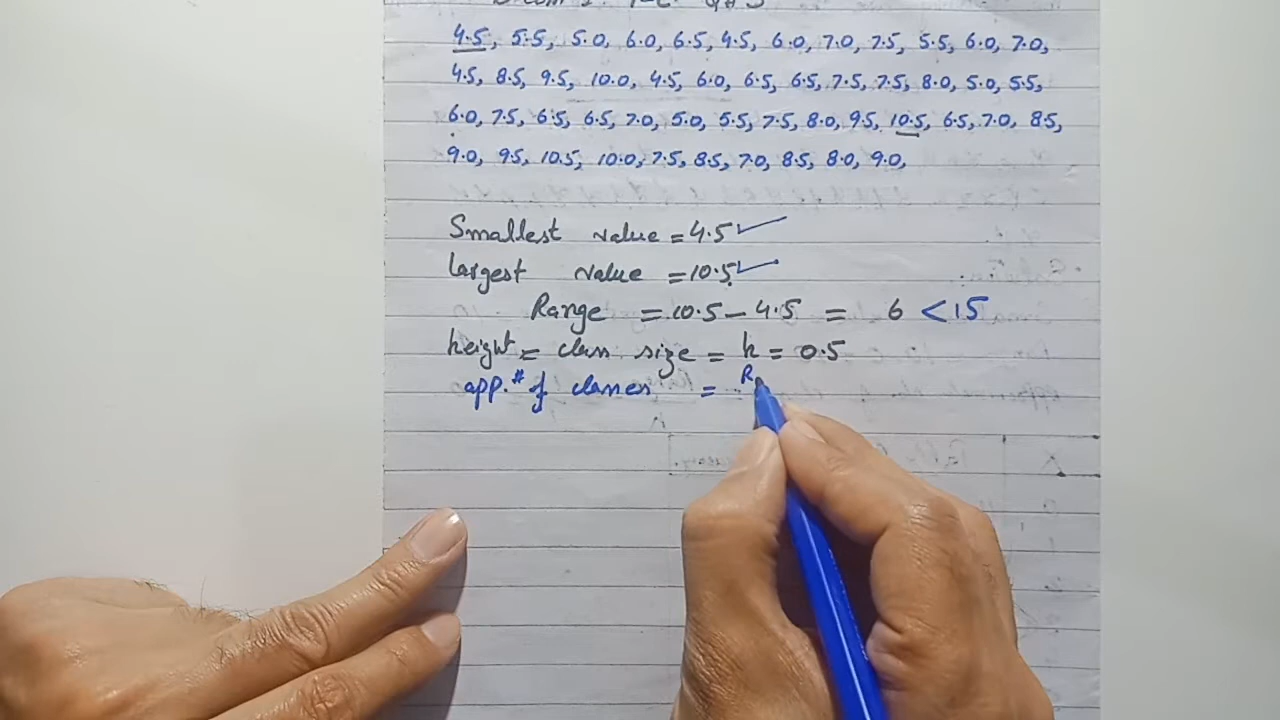 4.5, 5.5, 5.0, 6.0, 6.5, 4.5, 6.0, 7.0, 7.5, 5.5, 6.0, 7.0,
4.5, 8.5, 9.5, 10.0, 4.5, 6.0, 6.5, 6.5, 7.5, 7.5, 8.0, 5.0, 5.5,
6.0, 7.5, 6.5, 6.5, 7.0, 5.0, 5.5, 7.5, 8.0, 9.5, 10.5, 6.5, 7.0, 8.5,
9.0, 9.5, 10.5, 10.0, 7.5, 8.5, 7.0, 8.5, 8.0, 9.0,
Smallest value = 4.5
largest value = 10.5
Range = 10.5 - 4.5 = 6 < 15
height = class size = h = 0.5
app. # of classes = R